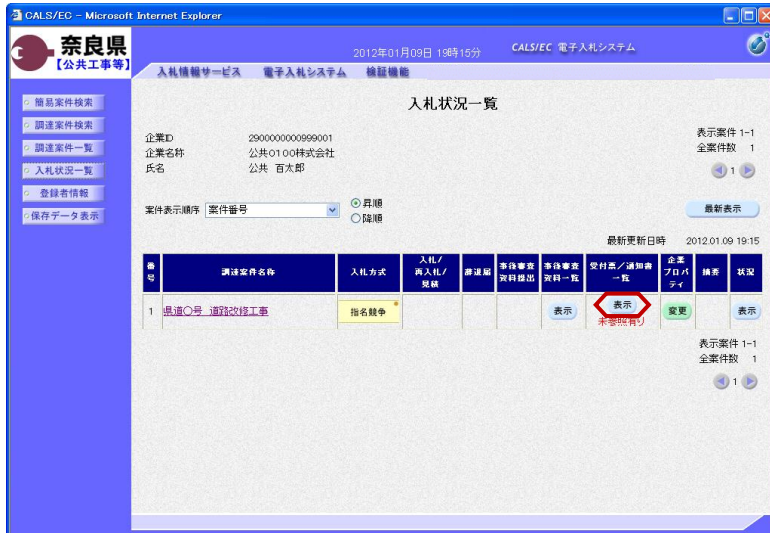 CALS/EC - Microsoft Internet Explorer
奈良県
【公共工事等】
2012年01月09日 19時15分
CALS/EC 電子入札システム
入札情報サービス 電子入札システム 検証機能
簡易案件検索
調達案件検索
調達案件一覧
入札状況一覧
登録者情報
保存データ表示
入札状況一覧
企業ID 2900000000999001
企業名称 公共0100株式会社
氏名 公共 百太郎
表示案件 1-1
全案件数 1
1
案件表示順序 案件番号
昇順
降順
最新表示
最新更新日時 2012.01.09 19:15
番号 調達案件名称 入札方式 入札/再入札/見積 辞退届 事後審査資料提出 事後審査資料一覧 受付票/通知書一覧 企業プロパティ 摘要 状況
1 県道○号 道路改修工事 指名競争 表示 表示 変更 表示
未参照有り
表示案件 1-1
全案件数 1
1